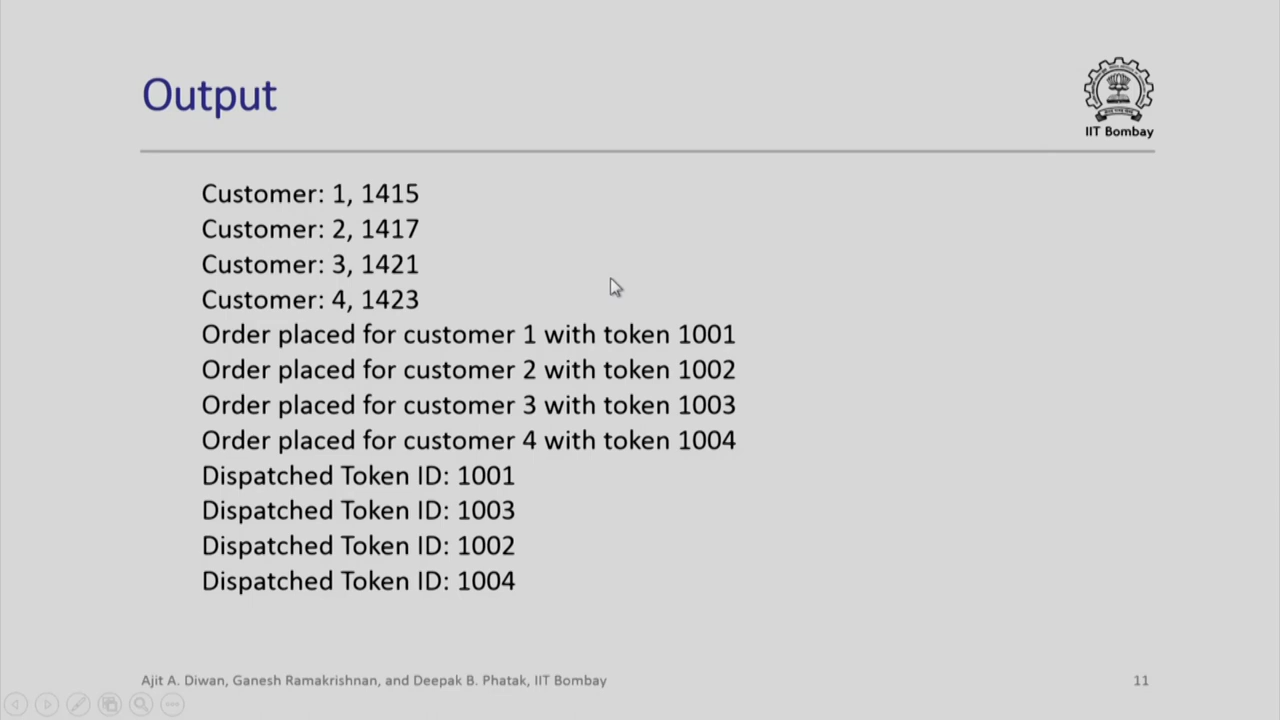 Output
IIT Bombay
Customer: 1, 1415
Customer: 2, 1417
Customer: 3, 1421
Customer: 4, 1423
Order placed for customer 1 with token 1001
Order placed for customer 2 with token 1002
Order placed for customer 3 with token 1003
Order placed for customer 4 with token 1004
Dispatched Token ID: 1001
Dispatched Token ID: 1003
Dispatched Token ID: 1002
Dispatched Token ID: 1004
Ajit A. Diwan, Ganesh Ramakrishnan, and Deepak B. Phatak, IIT Bombay
11